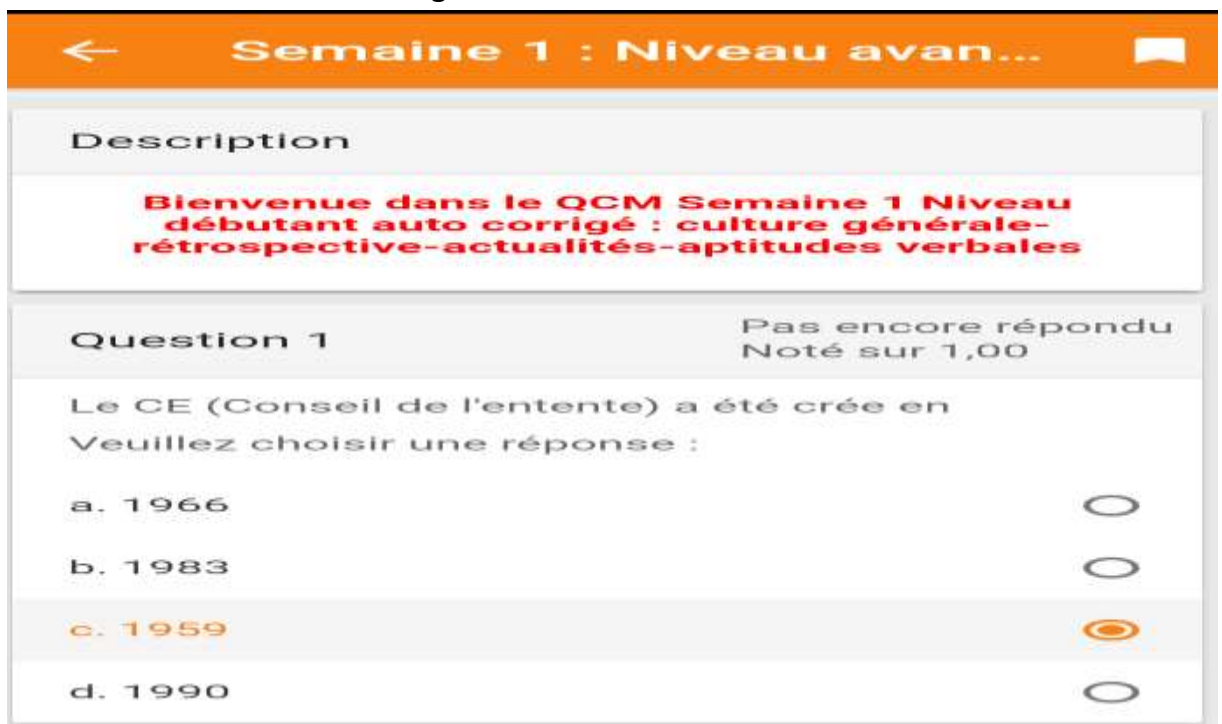 Semaine 1 : Niveau avan...
Description
Bienvenue dans le QCM Semaine 1 Niveau
débutant auto corrigé : culture générale-
rétrospective-actualités-aptitudes verbales
Question 1
Pas encore répondu
Noté sur 1,00
Le CE (Conseil de l'entente) a été crée en
Veuillez choisir une réponse :
a. 1966
b. 1983
c. 1959
d. 1990